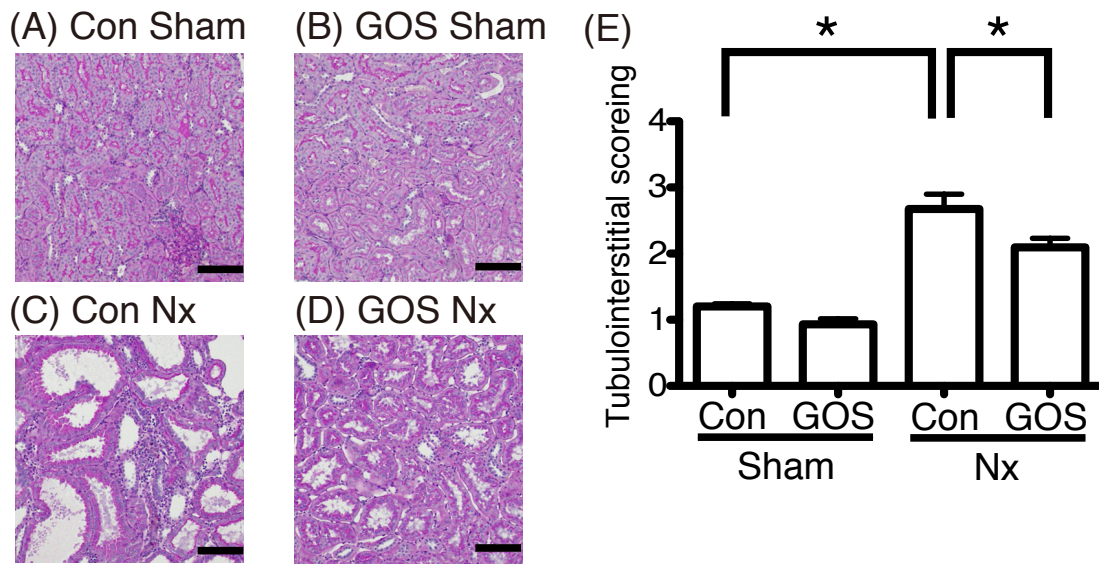 (A) Con Sham
(B) GOS Sham
(C) Con Nx
(D) GOS Nx
(E)
* *
Tubulointerstitial scoreing
4
3
2
1
0
Con GOS Con GOS
Sham Nx